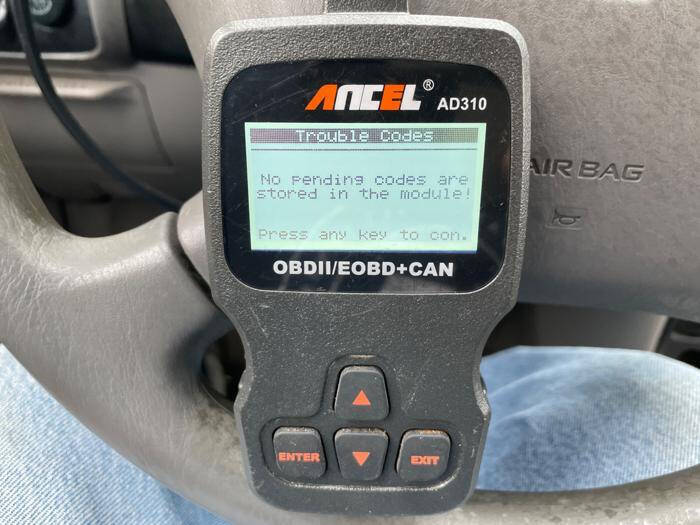 ANCEL®
AD310
Trouble Codes
No pending codes are
stored in the module!
Press any key to con.
OBDII/EOBD+CAN
AIR BAG
ENTER
EXIT